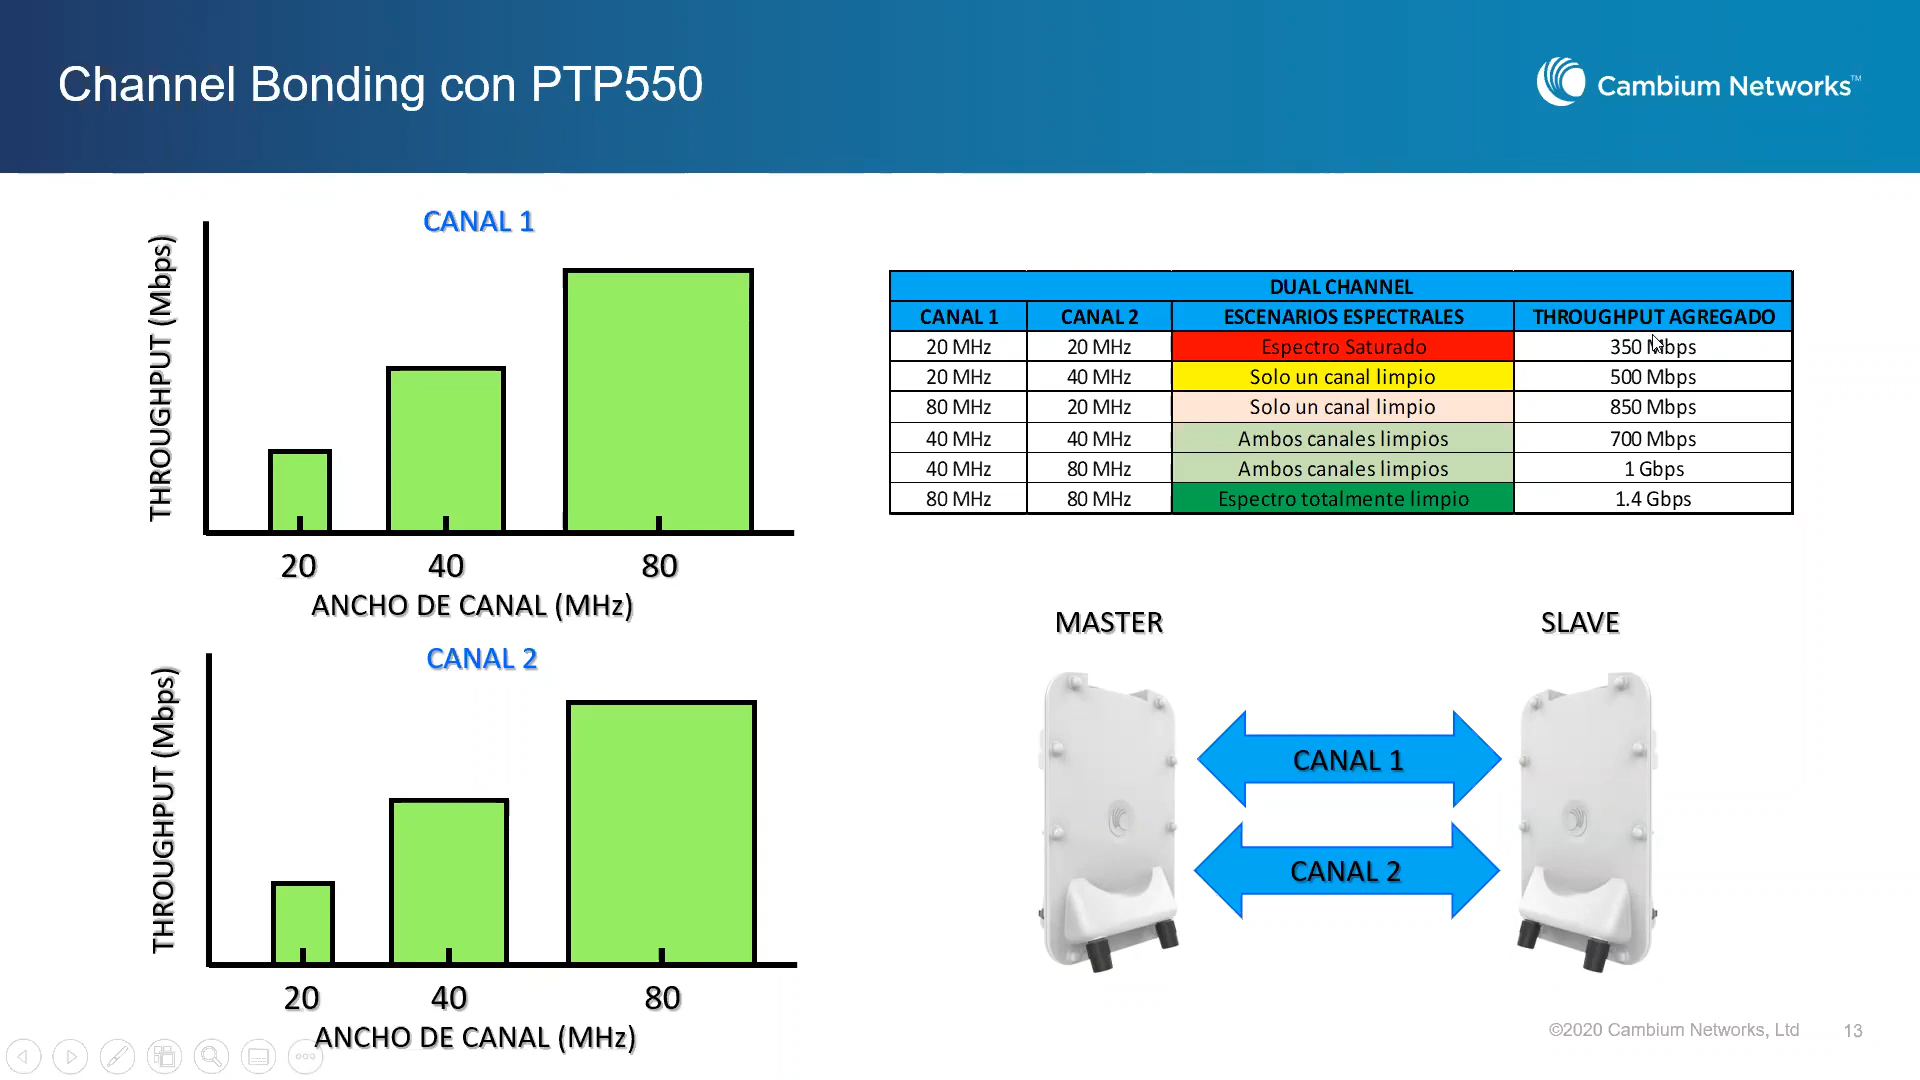 Channel Bonding con PTP550
Cambium Networks™
CANAL 1
THROUGHPUT (Mbps)
20 40 80
ANCHO DE CANAL (MHz)
CANAL 2
THROUGHPUT (Mbps)
20 40 80
ANCHO DE CANAL (MHz)
DUAL CHANNEL
CANAL 1 CANAL 2 ESCENARIOS ESPECTRALES THROUGHPUT AGREGADO
20 MHz 20 MHz Espectro Saturado 350 Mbps
20 MHz 40 MHz Solo un canal limpio 500 Mbps
80 MHz 20 MHz Solo un canal limpio 850 Mbps
40 MHz 40 MHz Ambos canales limpios 700 Mbps
40 MHz 80 MHz Ambos canales limpios 1 Gbps
80 MHz 80 MHz Espectro totalmente limpio 1.4 Gbps
MASTER SLAVE
CANAL 1
CANAL 2
©2020 Cambium Networks, Ltd 13